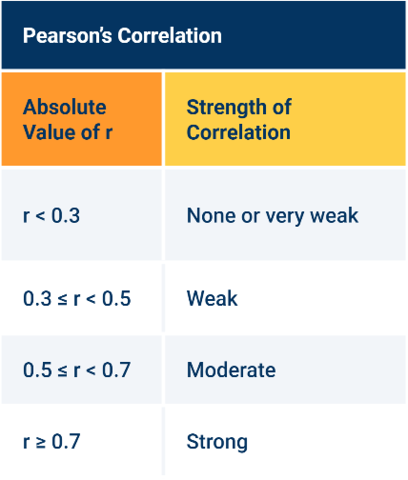 Pearson’s Correlation
Absolute
Value of r
Strength of
Correlation
r < 0.3
None or very weak
0.3 ≤ r < 0.5
Weak
0.5 ≤ r < 0.7
Moderate
r ≥ 0.7
Strong